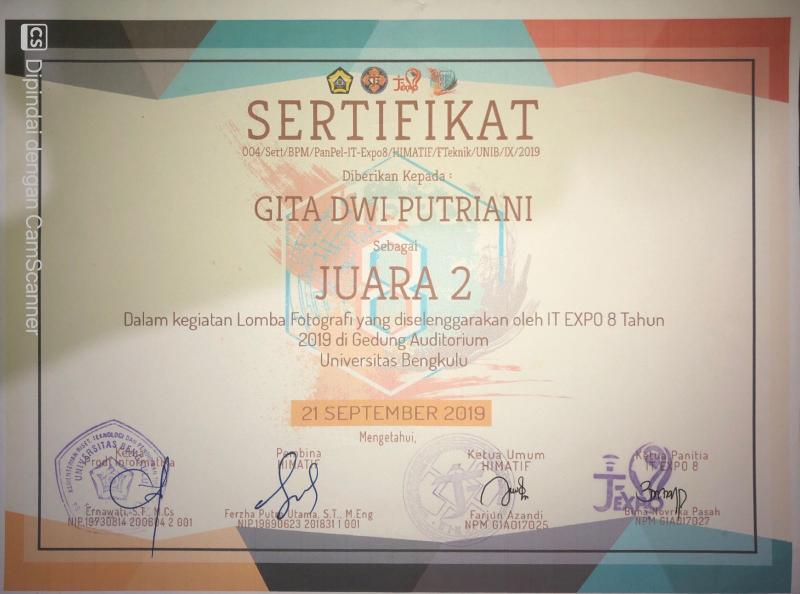 CS Dipindai dengan CamScanner
SERTIFIKAT
004/Sert/BPM/PanPel-IT-Expo8/HIMATIF/FTeknik/UNIB/IX/2019
Diberikan Kepada :
GITA DWI PUTRIANI
Sebagai
JUARA 2
Dalam kegiatan Lomba Fotografi yang diselenggarakan oleh IT EXPO 8 Tahun
2019 di Gedung Auditorium
Universitas Bengkulu
21 SEPTEMBER 2019
Mengetahui,
Ketua
Prodi Informatika
Ernawati, S.T., M.Cs
NIP.19730814 200604 2 001
Pembina
HIMATIF
Ferzha Putra Utama, S.T., M.Eng
NIP.19890623 201831 1 001
Ketua Umum
HIMATIF
Farjun Azandi
NPM G1A017025
Ketua Panitia
IT EXPO 8
Bima Novrika Pasah
NPM G1A017027